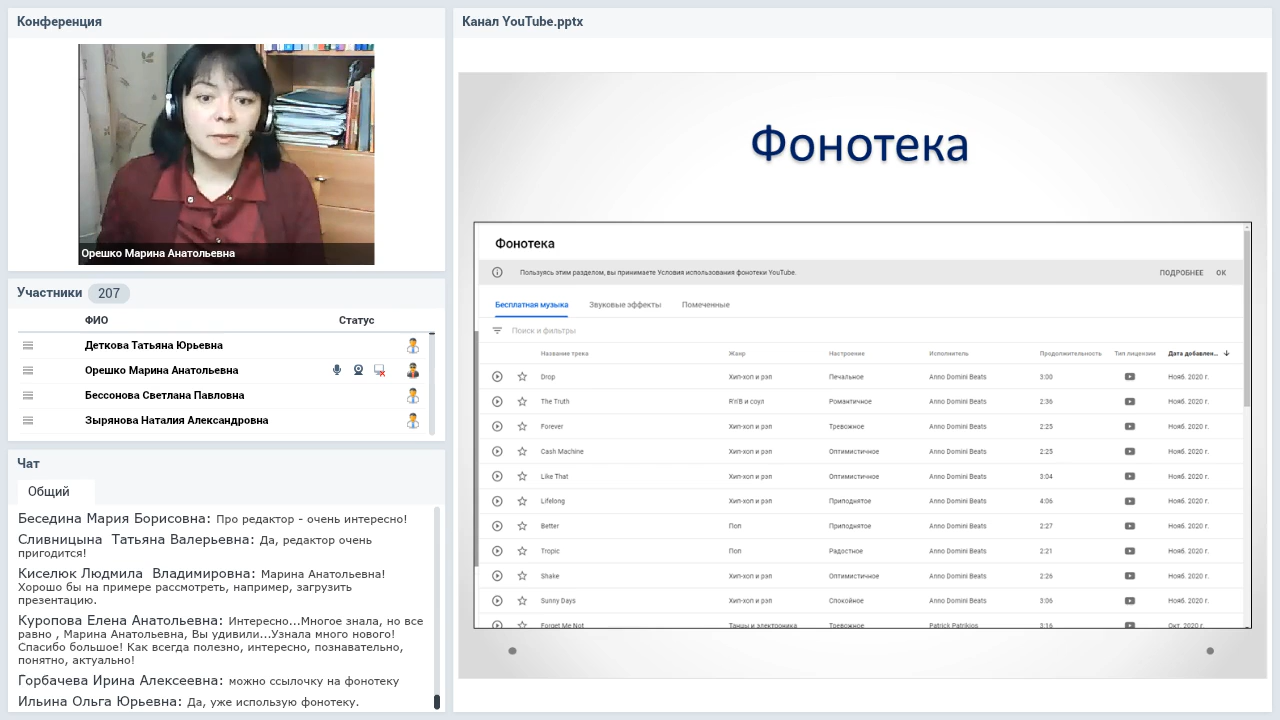 Конференция
Орешко Марина Анатольевна
Участники 207
ФИО Статус
Деткова Татьяна Юрьевна
Орешко Марина Анатольевна
Бессонова Светлана Павловна
Зырянова Наталия Александровна
Чат
Общий
Беседина Мария Борисовна: Про редактор - очень интересно!
Сливницына Татьяна Валерьевна: Да, редактор очень
пригодится!
Киселюк Людмила Владимировна: Марина Анатольевна!
Хорошо бы на примере рассмотреть, например, загрузить
презентацию.
Куропова Елена Анатольевна: Интересно...Многое знала, но все
равно , Марина Анатольевна, Вы удивили...Узнала много нового!
Спасибо большое! Как всегда полезно, интересно, познавательно,
понятно, актуально!
Горбачева Ирина Алексеевна: можно ссылочку на фонотеку
Ильина Ольга Юрьевна: Да, уже использую фонотеку.
Канал YouTube.pptx
Фонотека
Фонотека
Пользуясь этим разделом, вы принимаете Условия использования фонотеки YouTube. ПОДРОБНЕЕ ОК
Бесплатная музыка Звуковые эффекты Помеченные
Поиск и фильтры
Название трека Жанр Настроение Исполнитель Продолжительность Тип лицензии Дата добавлен...
Drop Хип-хоп и рэп Печальное Anno Domini Beats 3:00 Нояб. 2020 г.
The Truth R'n'B и соул Романтичное Anno Domini Beats 2:36 Нояб. 2020 г.
Forever Хип-хоп и рэп Тревожное Anno Domini Beats 2:25 Нояб. 2020 г.
Cash Machine Хип-хоп и рэп Оптимистичное Anno Domini Beats 2:25 Нояб. 2020 г.
Like That Хип-хоп и рэп Оптимистичное Anno Domini Beats 3:04 Нояб. 2020 г.
Lifelong Хип-хоп и рэп Приподнятое Anno Domini Beats 4:06 Нояб. 2020 г.
Better Поп Приподнятое Anno Domini Beats 2:27 Нояб. 2020 г.
Tropic Поп Радостное Anno Domini Beats 2:21 Нояб. 2020 г.
Shake Хип-хоп и рэп Оптимистичное Anno Domini Beats 2:26 Нояб. 2020 г.
Sunny Days Хип-хоп и рэп Спокойное Anno Domini Beats 3:06 Нояб. 2020 г.
Forget Me Not Танцы и электроника Тревожное Patrick Patrikios 3:16 Окт. 2020 г.